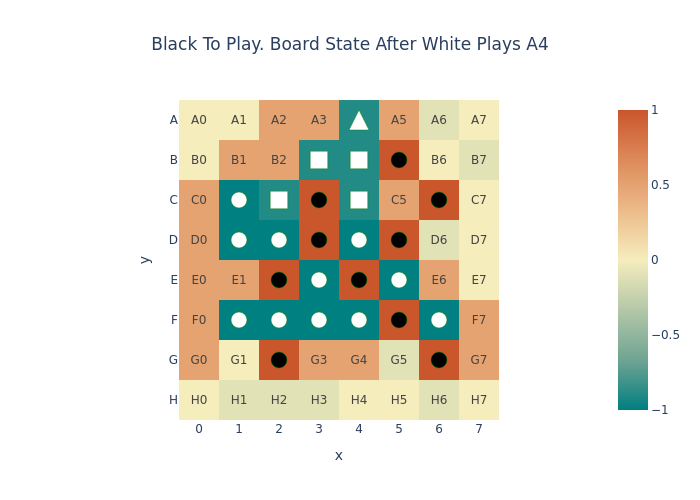 Black To Play. Board State After White Plays A4
A A0 A1 A2 A3 A5 A6 A7
B B0 B1 B2 B6 B7
C C0 C5 C7
D D0 D6 D7
E E0 E1 E6 E7
F F0 F7
G G0 G1 G3 G4 G5 G7
H H0 H1 H2 H3 H4 H5 H6 H7
0 1 2 3 4 5 6 7
x
y
1
0.5
0
−0.5
−1